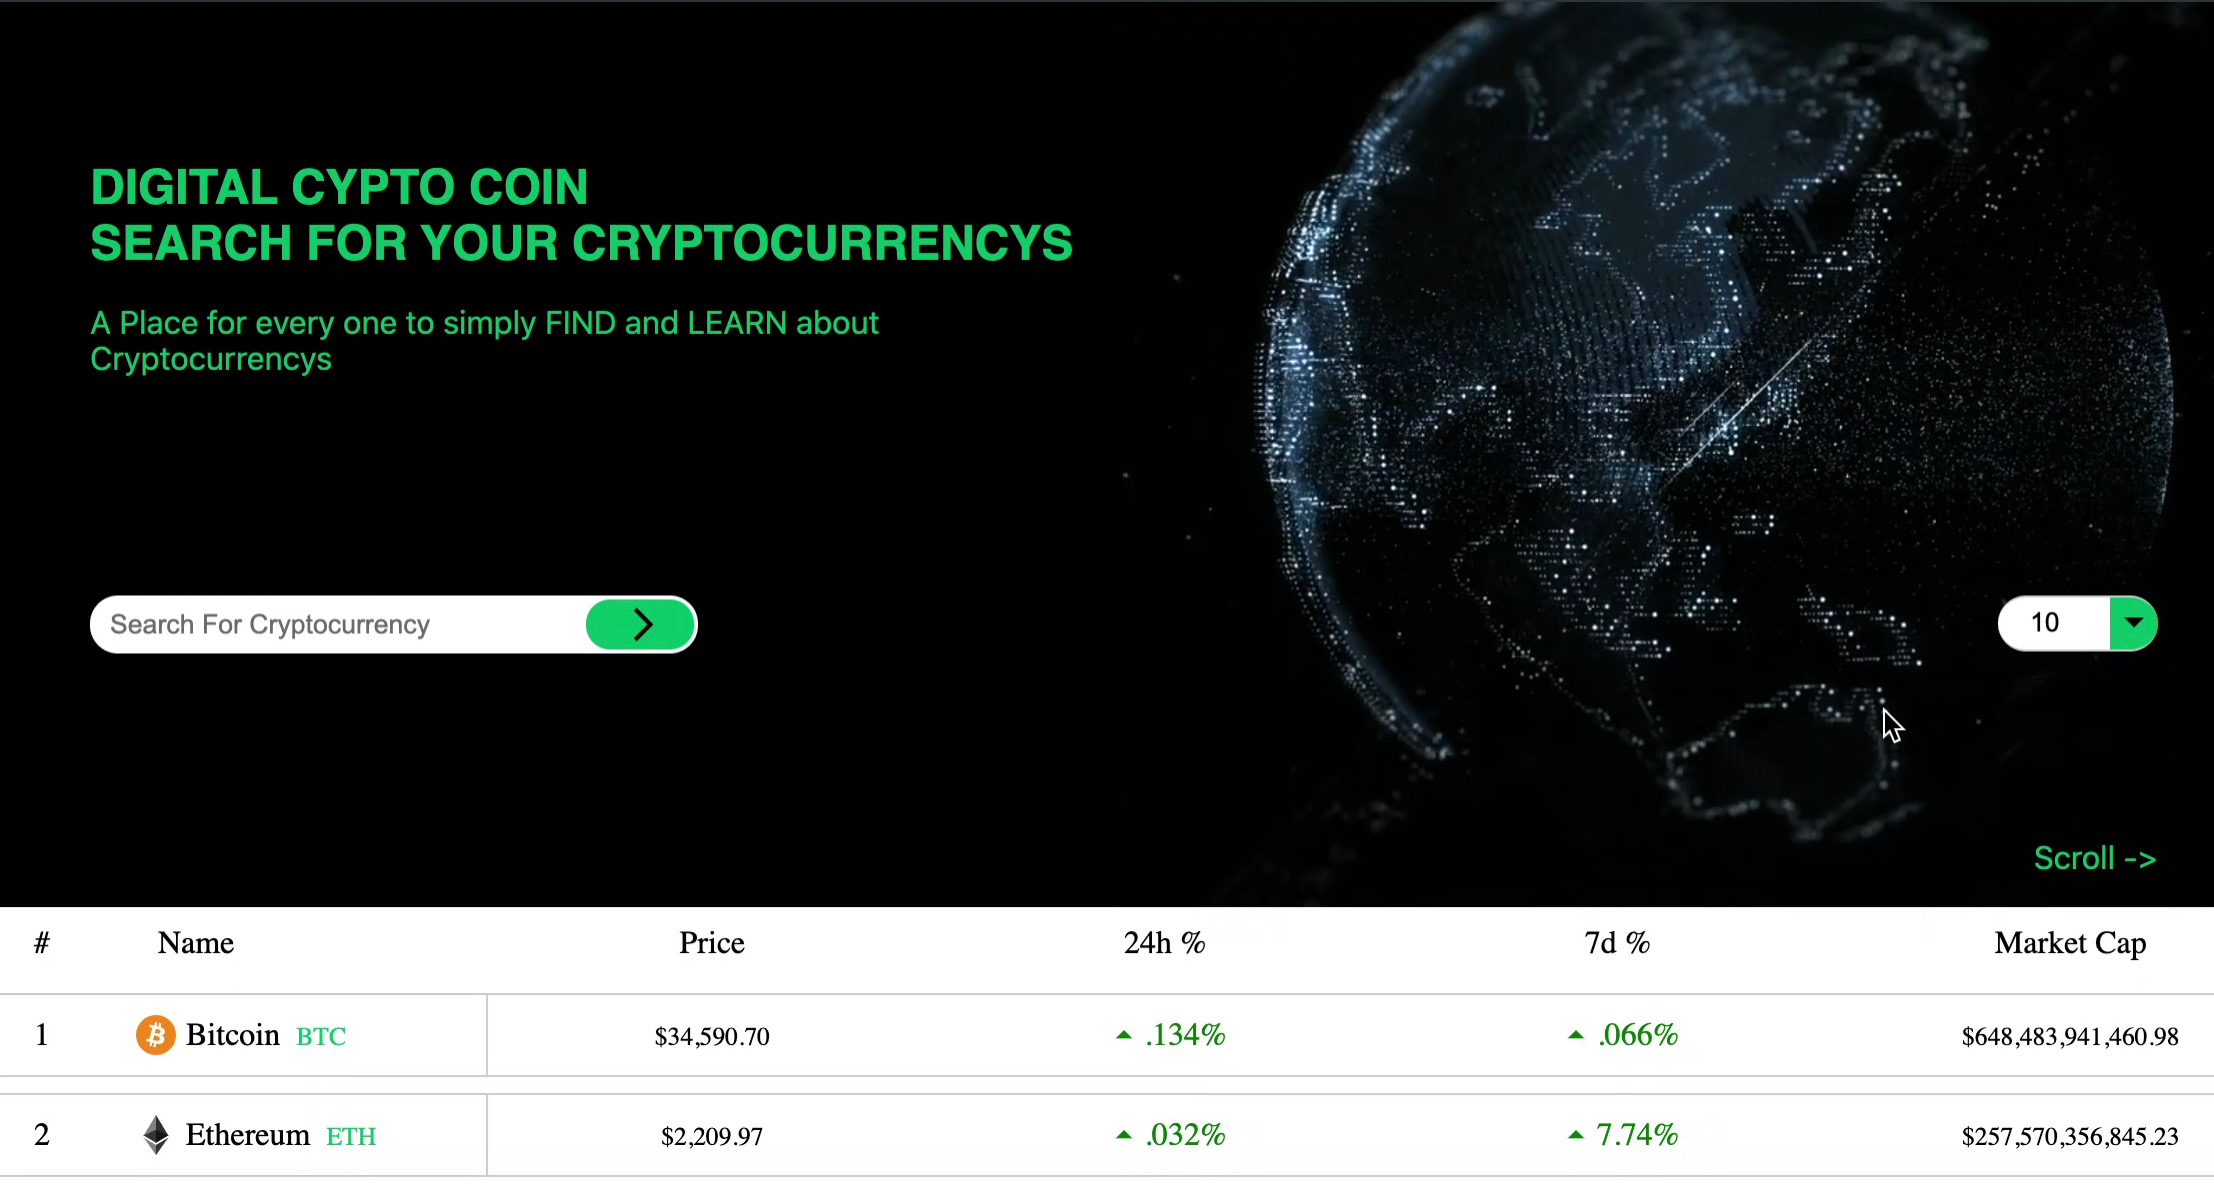 DIGITAL CYPTO COIN
SEARCH FOR YOUR CRYPTOCURRENCYS
A Place for every one to simply FIND and LEARN about
Cryptocurrencys
Search For Cryptocurrency
10
Scroll ->
# Name Price 24h % 7d % Market Cap
1 Bitcoin BTC $34,590.70 .134% .066% $648,483,941,460.98
2 Ethereum ETH $2,209.97 .032% 7.74% $257,570,356,845.23